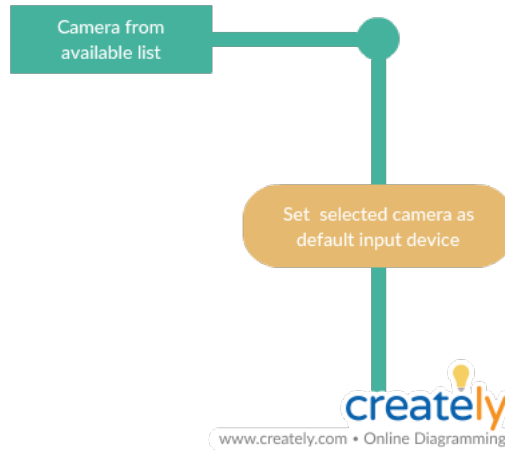 Camera from
available list
Set selected camera as
default input device
creately
www.creately.com • Online Diagramming